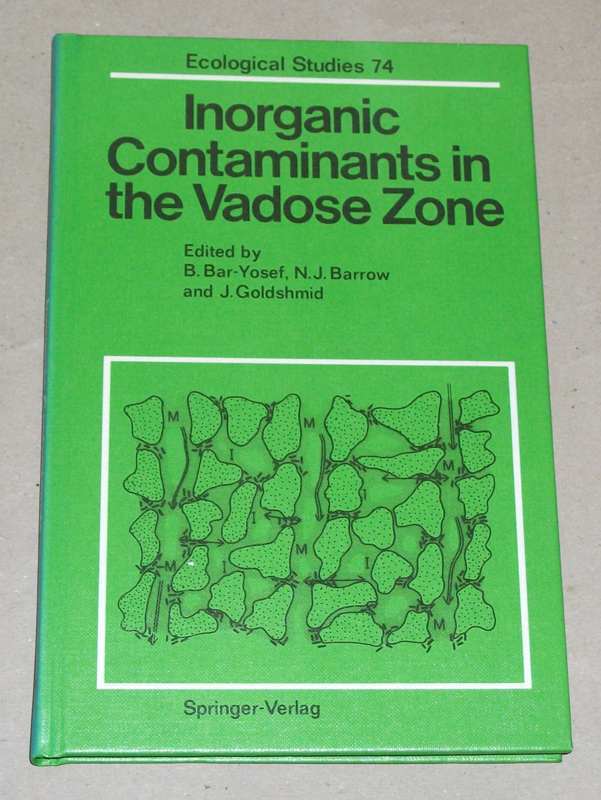 Ecological Studies 74
Inorganic
Contaminants in
the Vadose Zone
Edited by
B. Bar-Yosef, N.J. Barrow
and J. Goldshmid
M
M
I
M
I
I
M
I
M
I
M
Springer-Verlag